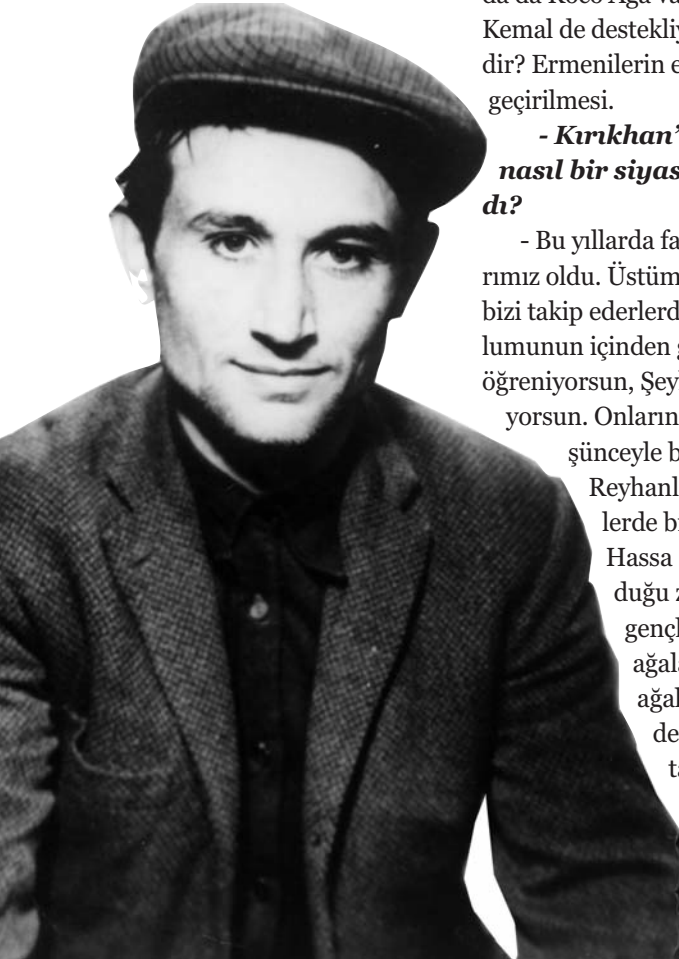 da da Koço Ağa va
Kemal de destekliy
dir? Ermenilerin e
geçirilmesi.
- Kırıkhan’
nasıl bir siyas
dı?
- Bu yıllarda fa
rımız oldu. Üstüm
bizi takip ederlerd
lumunun içinden g
öğreniyorsun, Şey
yorsun. Onların
şünceyle b
Reyhanl
lerde b
Hassa
duğu z
gençl
ağala
ağal
de
ta